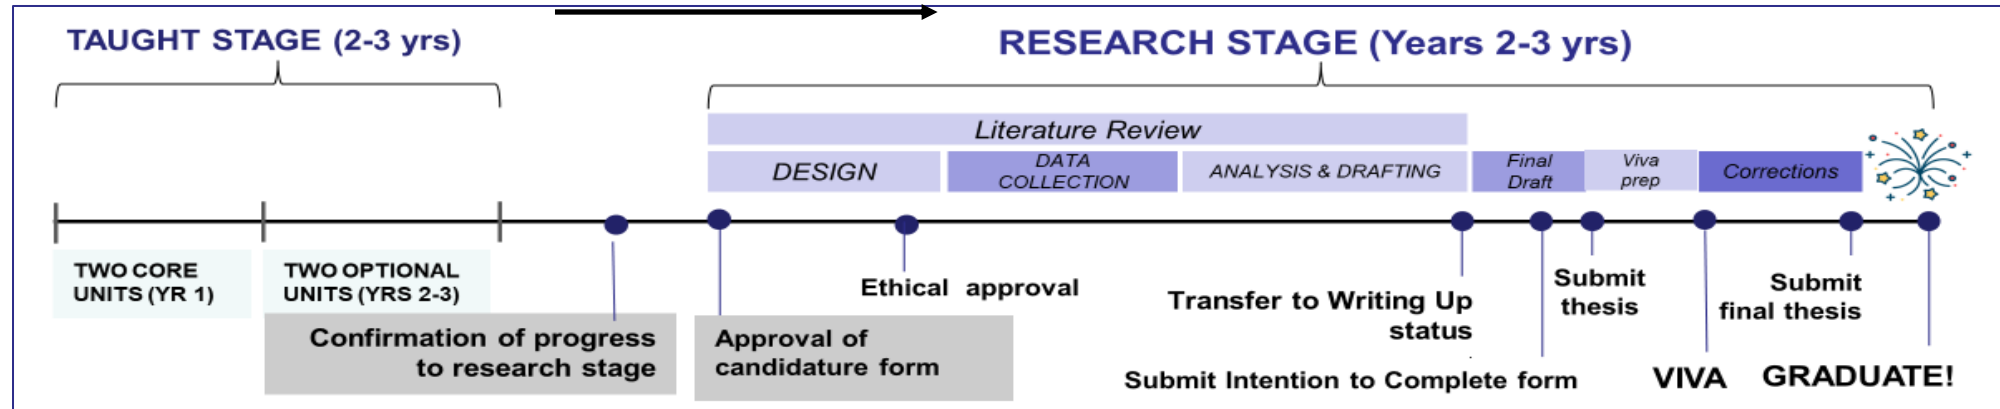 TAUGHT STAGE (2-3 yrs)
RESEARCH STAGE (Years 2-3 yrs)
Literature Review
DESIGN
DATA
COLLECTION
ANALYSIS & DRAFTING
Final
Draft
Viva
prep
Corrections
TWO CORE
UNITS (YR 1)
TWO OPTIONAL
UNITS (YRS 2-3)
Confirmation of progress
to research stage
Approval of
candidature form
Ethical approval
Transfer to Writing Up
status
Submit Intention to Complete form
Submit
thesis
VIVA
Submit
final thesis
GRADUATE!